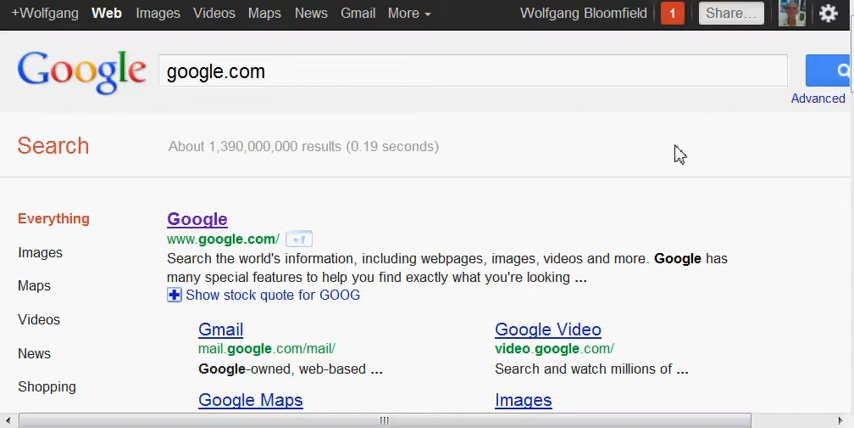 +Wolfgang Web Images Videos Maps News Gmail More Wolfgang Bloomfield 1 Share...
Google google.com
Advanced
Search About 1,390,000,000 results (0.19 seconds)
Everything
Images
Maps
Videos
News
Shopping
Google
www.google.com/ +1
Search the world's information, including webpages, images, videos and more. Google has
many special features to help you find exactly what you're looking ...
Show stock quote for GOOG
Gmail
mail.google.com/mail/
Google-owned, web-based ...
Google Maps
Google Video
video.google.com/
Search and watch millions of ...
Images